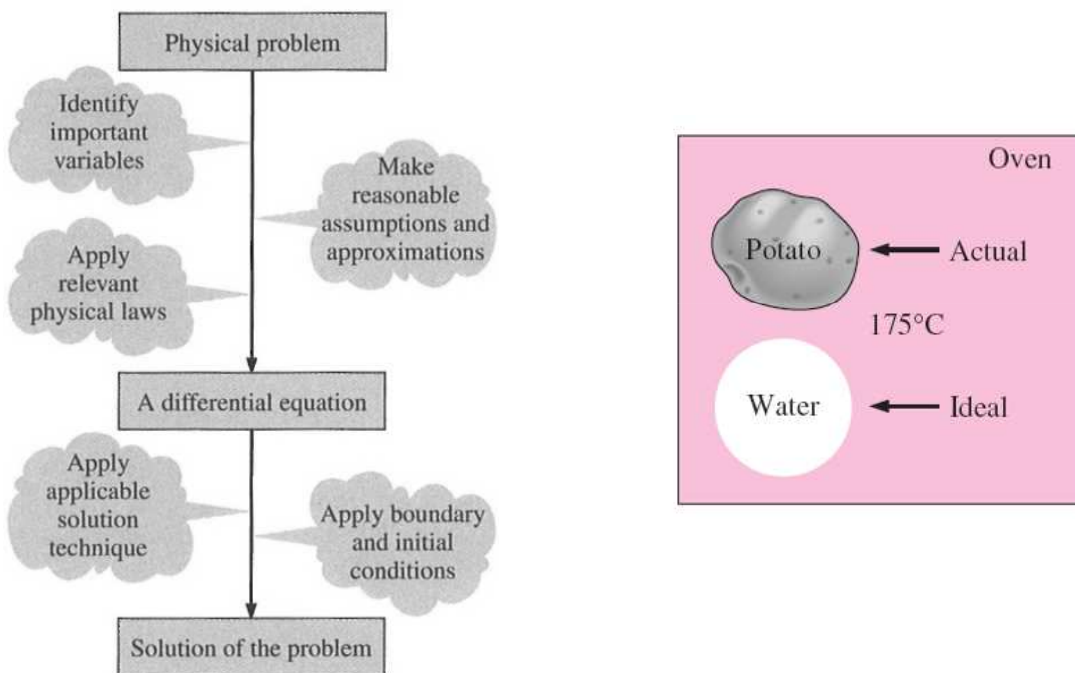 Physical problem
Identify
important
variables
Make
reasonable
assumptions and
approximations
Apply
relevant
physical laws
A differential equation
Apply
applicable
solution
technique
Apply boundary
and initial
conditions
Solution of the problem
Oven
Potato
Actual
175°C
Water
Ideal